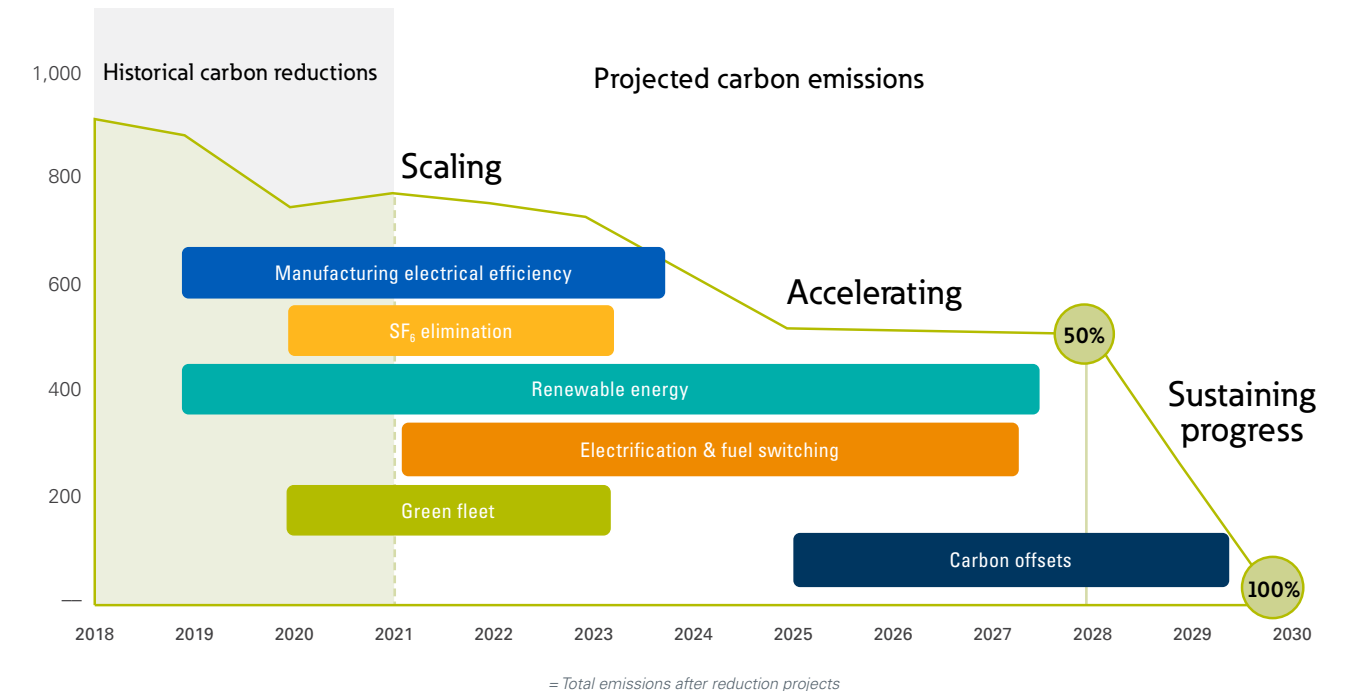 1,000
Historical carbon reductions
Projected carbon emissions
800
Scaling
600
Manufacturing electrical efficiency
Accelerating
SF₆ elimination
50%
400
Renewable energy
Sustaining
progress
Electrification & fuel switching
200
Green fleet
Carbon offsets
—
100%
2018 2019 2020 2021 2022 2023 2024 2025 2026 2027 2028 2029 2030
= Total emissions after reduction projects